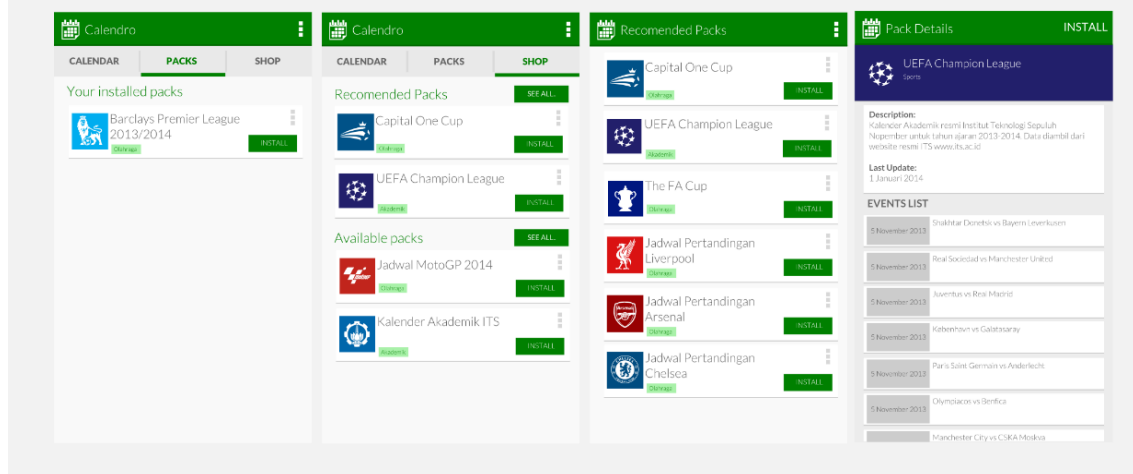 Calendro
CALENDAR PACKS SHOP
Your installed packs
Barclays Premier League
2013/2014
Olahraga
INSTALL
Calendro
CALENDAR PACKS SHOP
Recomended Packs
SEE ALL
Capital One Cup
Olahraga
INSTALL
UEFA Champion League
Akademik
INSTALL
Available packs
SEE ALL
Jadwal MotoGP 2014
Olahraga
INSTALL
Kalender Akademik ITS
Akademik
INSTALL
Recomended Packs
Capital One Cup
Olahraga
INSTALL
UEFA Champion League
Akademik
INSTALL
The FA Cup
Olahraga
INSTALL
Jadwal Pertandingan
Liverpool
Olahraga
INSTALL
Jadwal Pertandingan
Arsenal
Olahraga
INSTALL
Jadwal Pertandingan
Chelsea
Olahraga
INSTALL
Pack Details INSTALL
UEFA Champion League
Sports
Description:
Kalender Akademik resmi Institut Teknologi Sepuluh
Nopember untuk tahun ajaran 2013-2014. Data diambil dari
website resmi ITS www.its.ac.id
Last Update:
1 Januari 2014
EVENTS LIST
5 November 2013 Shakhtar Donetsk vs Bayern Leverkusen
5 November 2013 Real Sociedad vs Manchester United
5 November 2013 Juventus vs Real Madrid
5 November 2013 København vs Galatasaray
5 November 2013 Paris Saint Germain vs Anderlecht
5 November 2013 Olympiacos vs Benfica
Manchester City vs CSKA Moskva